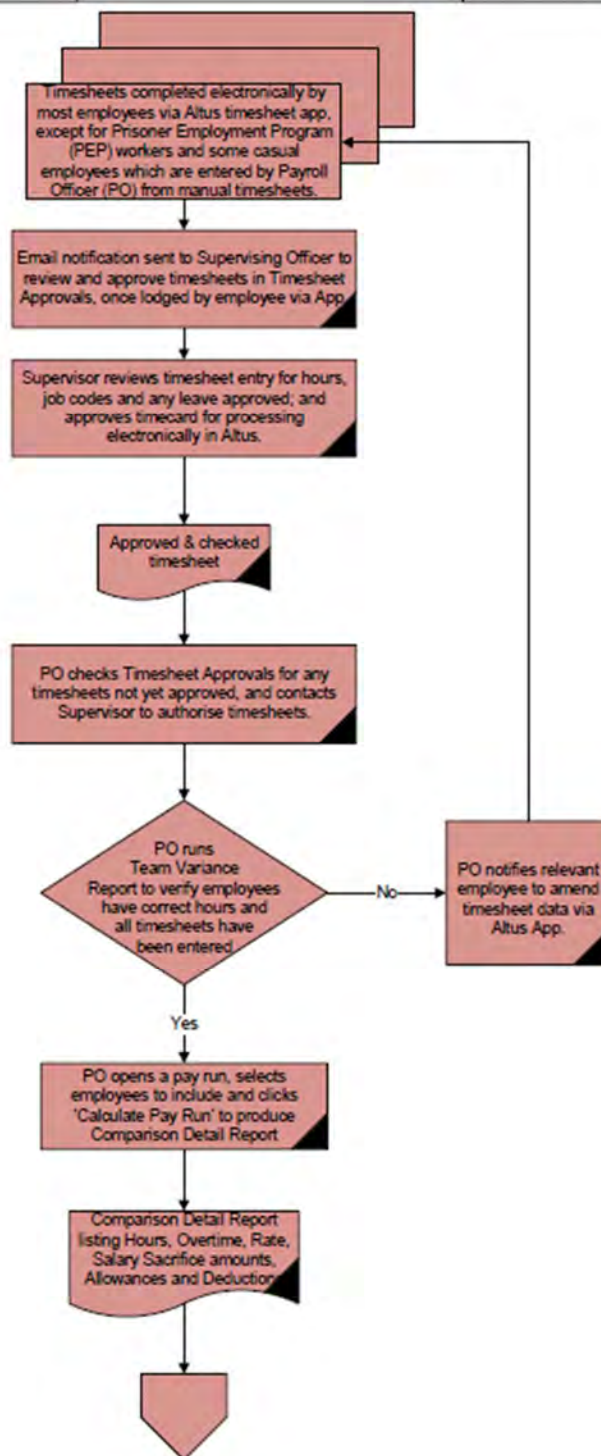 Timesheets completed electronically by
most employees via Altus timesheet app,
except for Prisoner Employment Program
(PEP) workers and some casual
employees which are entered by Payroll
Officer (PO) from manual timesheets.
Email notification sent to Supervising Officer to
review and approve timesheets in Timesheet
Approvals, once lodged by employee via App
Supervisor reviews timesheet entry for hours,
job codes and any leave approved; and
approves timecard for processing
electronically in Altus.
Approved & checked
timesheet
PO checks Timesheet Approvals for any
timesheets not yet approved, and contacts
Supervisor to authorise timesheets.
PO runs
Team Variance
Report to verify employees
have correct hours and
all timesheets have
been entered
No
PO notifies relevant
employee to amend
timesheet data via
Altus App.
Yes
PO opens a pay run, selects
employees to include and clicks
'Calculate Pay Run' to produce
Comparison Detail Report
Comparison Detail Report
listing Hours, Overtime, Rate,
Salary Sacrifice amounts,
Allowances and Deduction